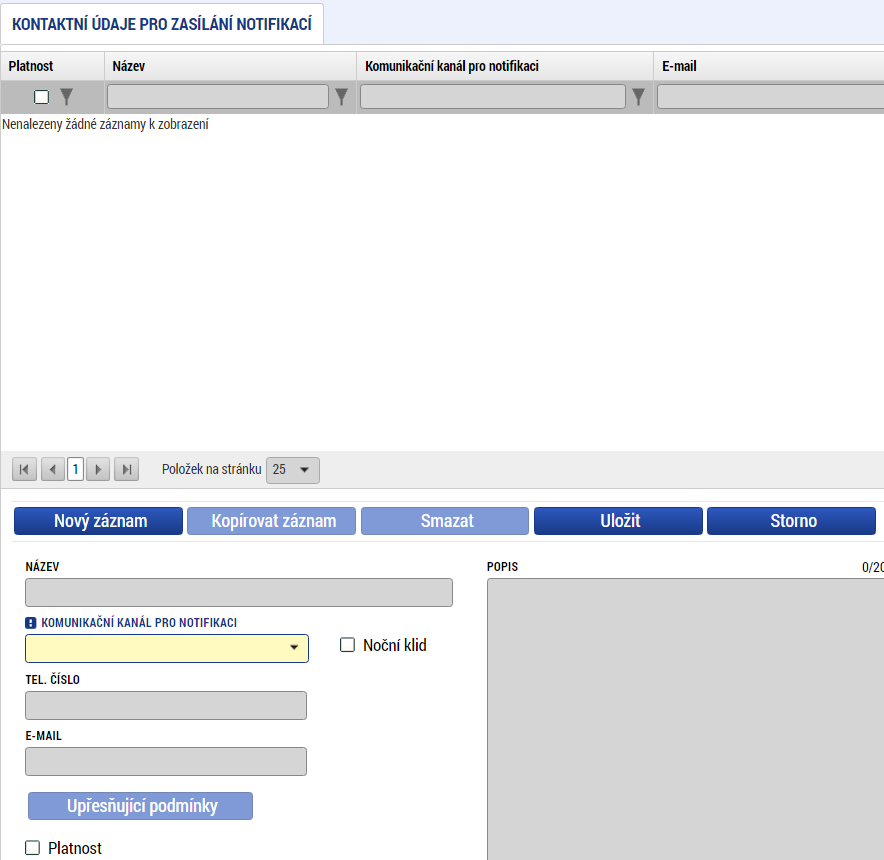 KONTAKTNÍ ÚDAJE PRO ZASÍLÁNÍ NOTIFIKACÍ
Platnost Název Komunikační kanál pro notifikaci E-mail
Nenalezeny žádné záznamy k zobrazení
1 Položek na stránku 25
Nový záznam Kopírovat záznam Smazat Uložit Storno
NÁZEV POPIS 0/20
KOMUNIKAČNÍ KANÁL PRO NOTIFIKACI
Noční klid
TEL. ČÍSLO
E-MAIL
Upřesňující podmínky
Platnost